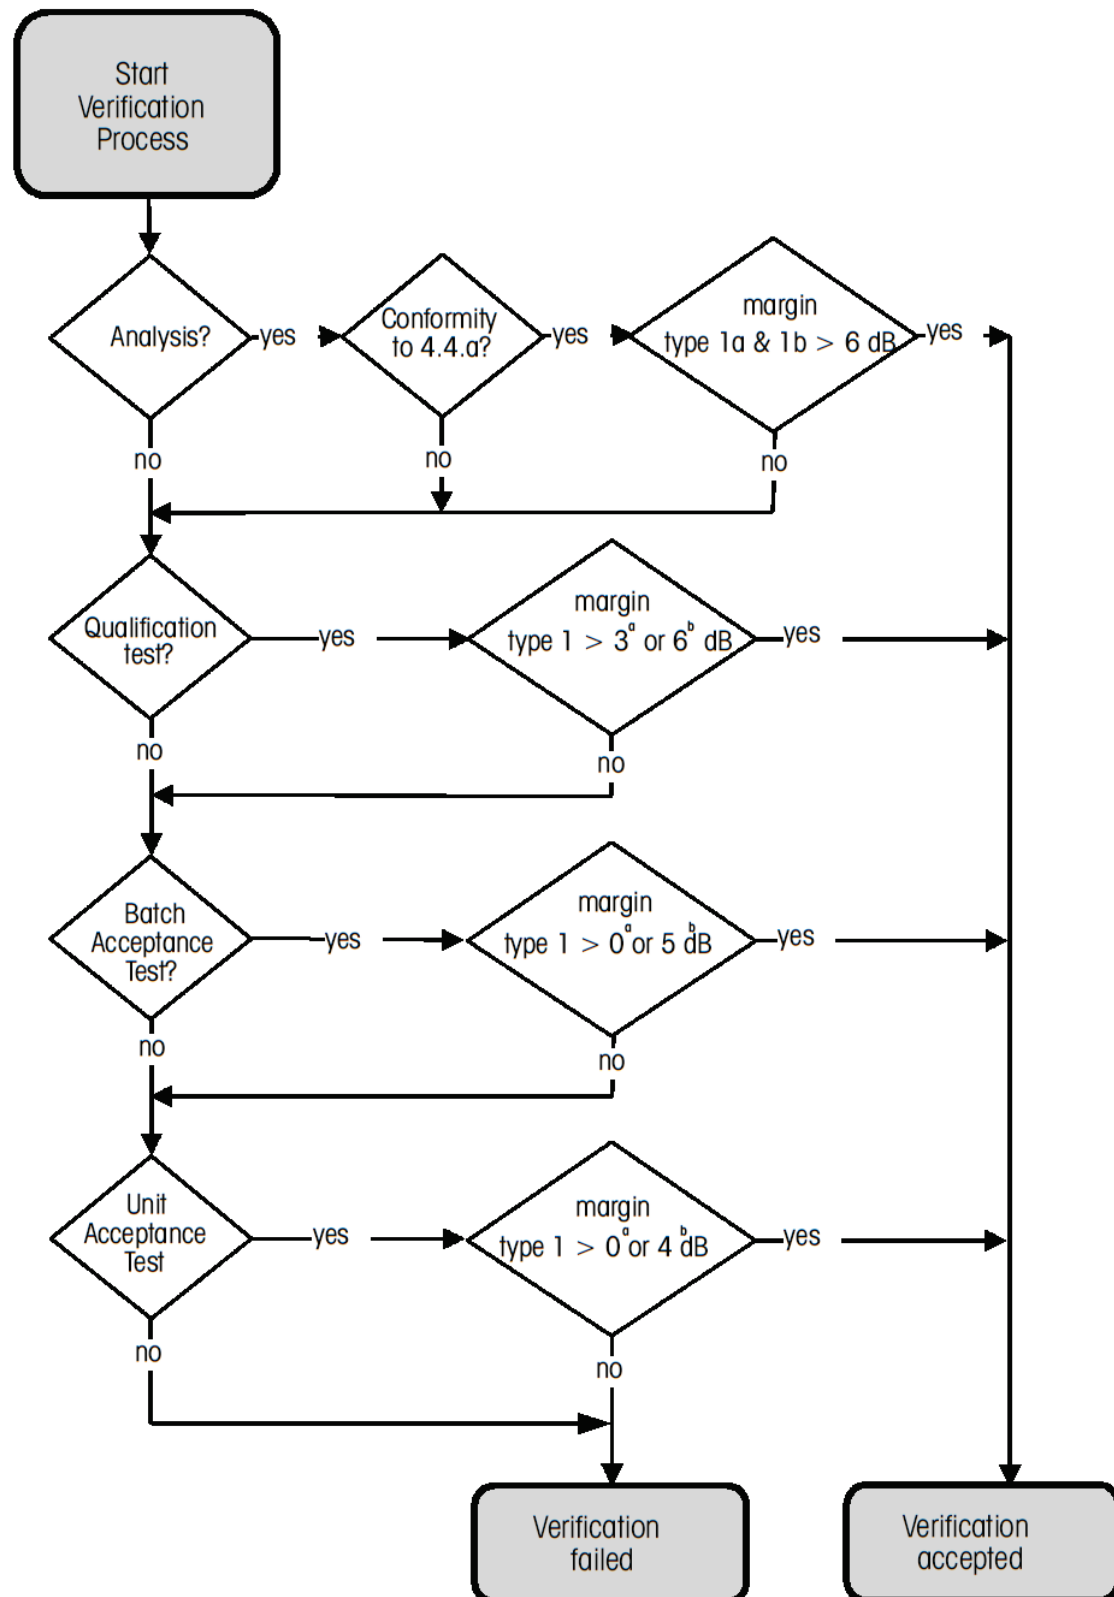 Start
Verification
Process
Analysis?
yes
Conformity
to 4.4.a?
yes
margin
type 1a & 1b > 6 dB
yes
no
no
no
Qualification
test?
yes
margin
type 1 > 3ᵃ or 6ᵇ dB
yes
no
no
Batch
Acceptance
Test?
yes
margin
type 1 > 0ᵃ or 5 ᵇdB
yes
no
no
Unit
Acceptance
Test
yes
margin
type 1 > 0ᵃ or 4 ᵇdB
yes
no
no
Verification
failed
Verification
accepted